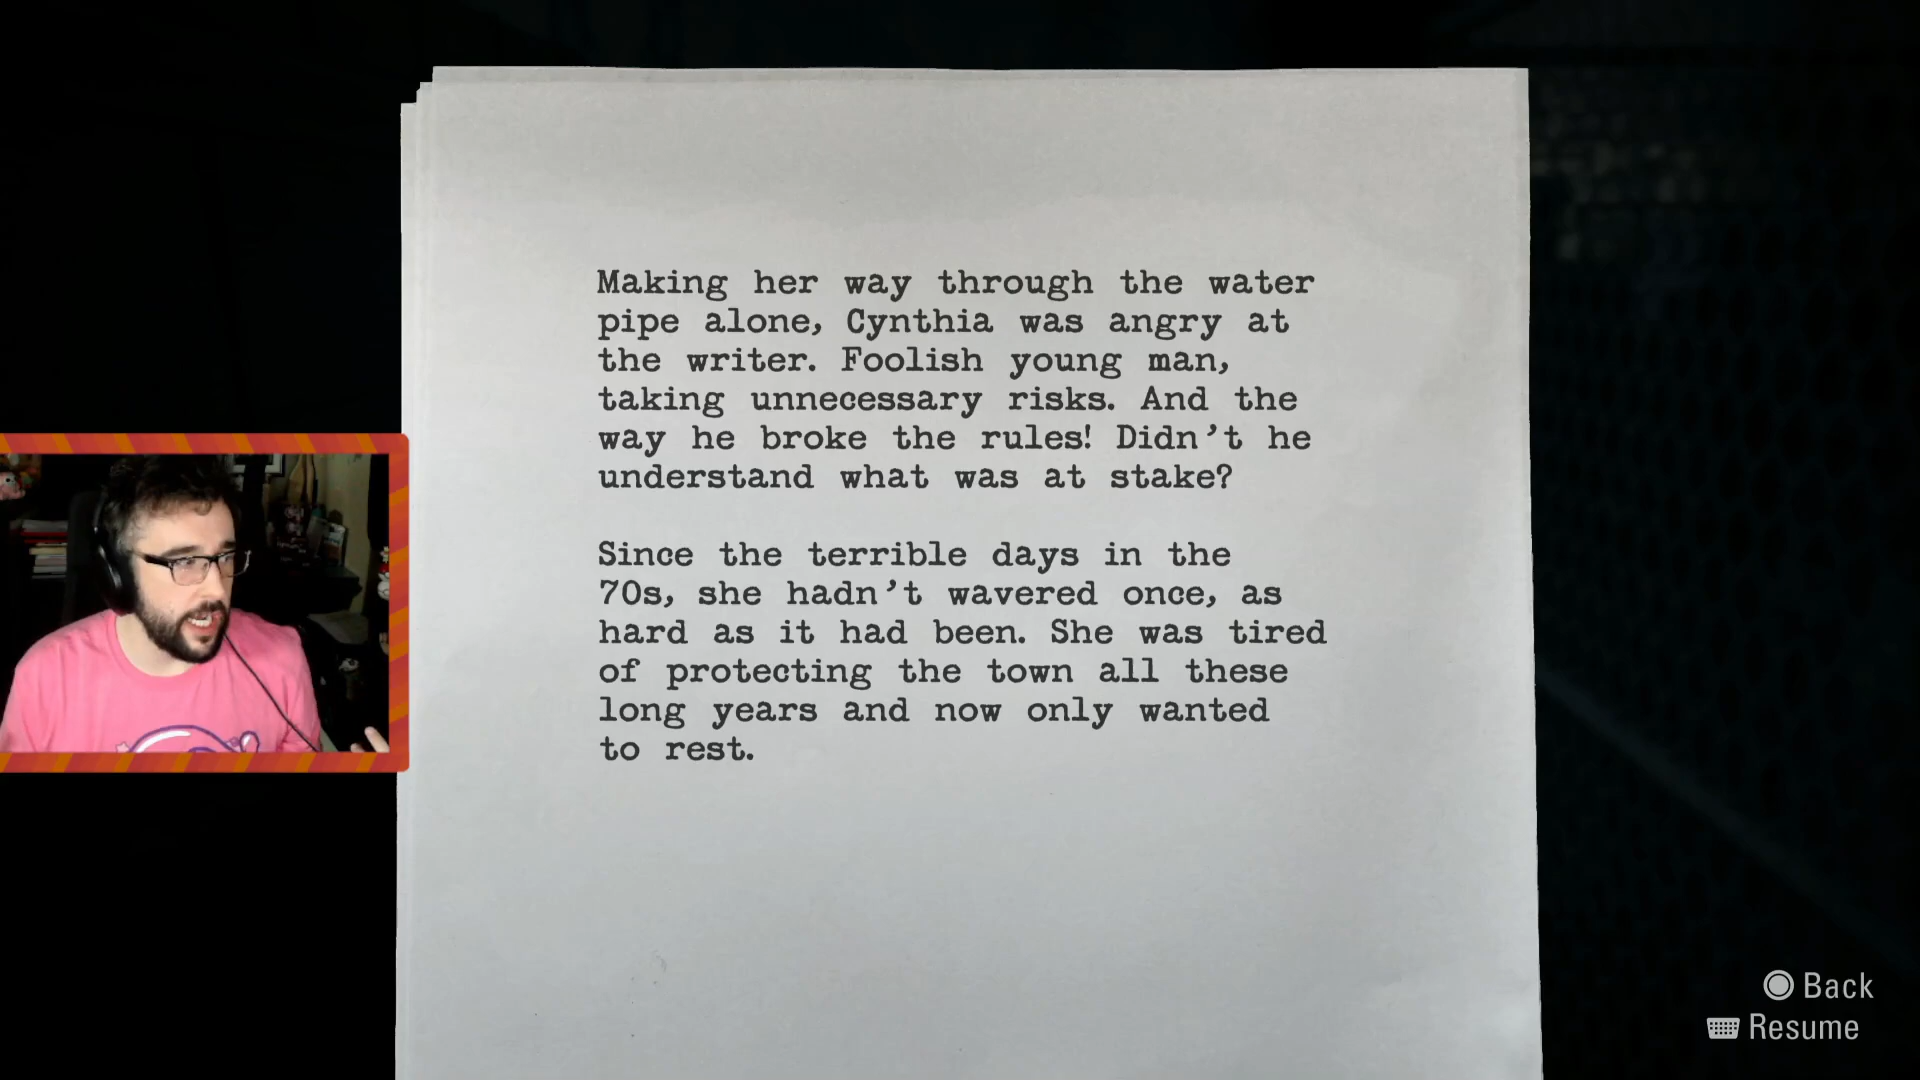 Making her way through the water
pipe alone, Cynthia was angry at
the writer. Foolish young man,
taking unnecessary risks. And the
way he broke the rules! Didn't he
understand what was at stake?
Since the terrible days in the
70s, she hadn't wavered once, as
hard as it had been. She was tired
of protecting the town all these
long years and now only wanted
to rest.
Back
Resume